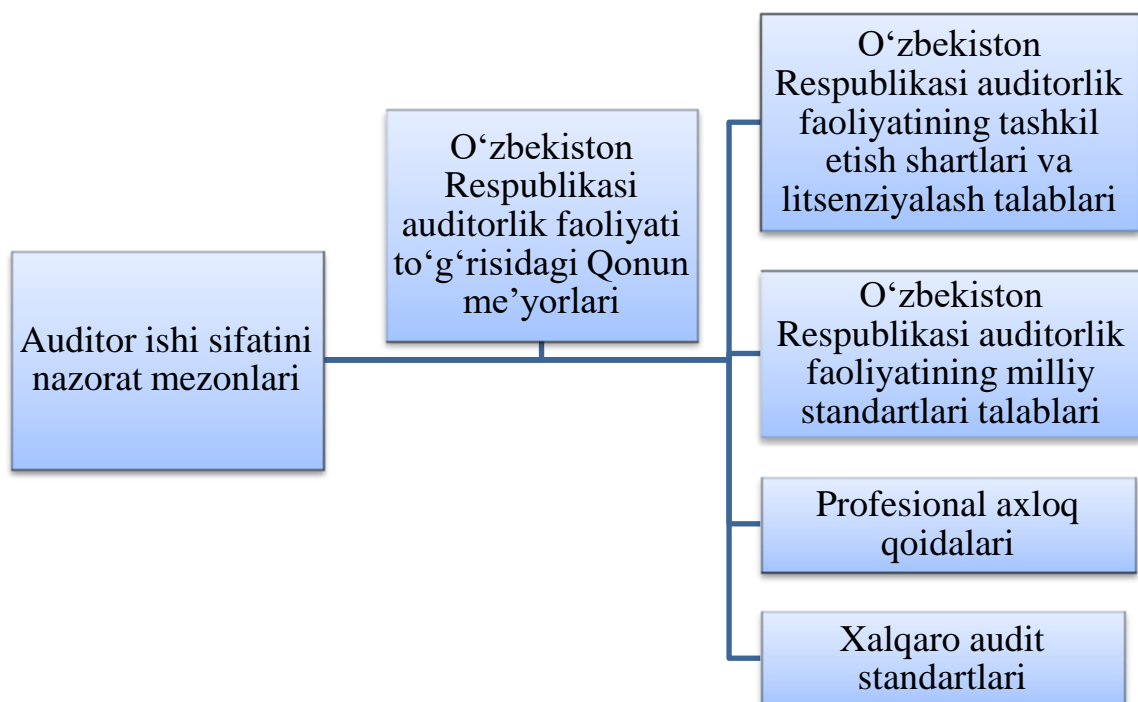 Auditor ishi sifatini
nazorat mezonlari
O‘zbekiston
Respublikasi
auditorlik faoliyati
to‘g‘risidagi Qonun
me’yorlari
O‘zbekiston
Respublikasi auditorlik
faoliyatining tashkil
etish shartlari va
litsenziyalash talablari
O‘zbekiston
Respublikasi auditorlik
faoliyatining milliy
standartlari talablari
Profesional axloq
qoidalari
Xalqaro audit
standartlari